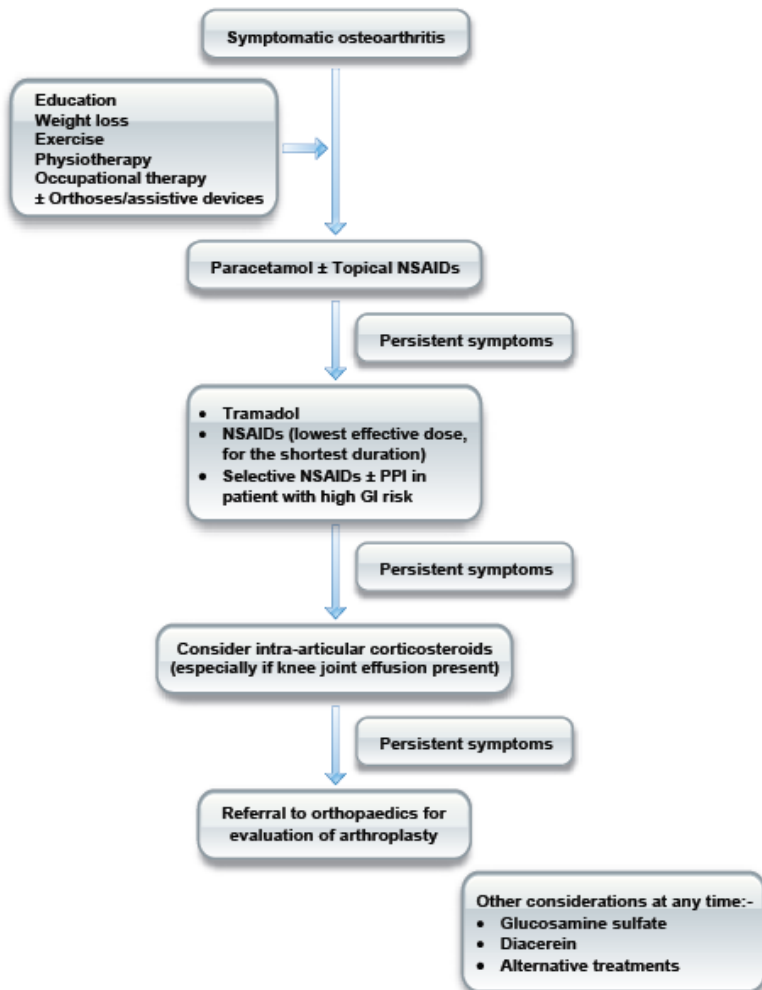 Symptomatic osteoarthritis
Education
Weight loss
Exercise
Physiotherapy
Occupational therapy
± Orthoses/assistive devices
Paracetamol ± Topical NSAIDs
Persistent symptoms
• Tramadol
• NSAIDs (lowest effective dose,
for the shortest duration)
• Selective NSAIDs ± PPI in
patient with high GI risk
Persistent symptoms
Consider intra-articular corticosteroids
(especially if knee joint effusion present)
Persistent symptoms
Referral to orthopaedics for
evaluation of arthroplasty
Other considerations at any time:-
• Glucosamine sulfate
• Diacerein
• Alternative treatments